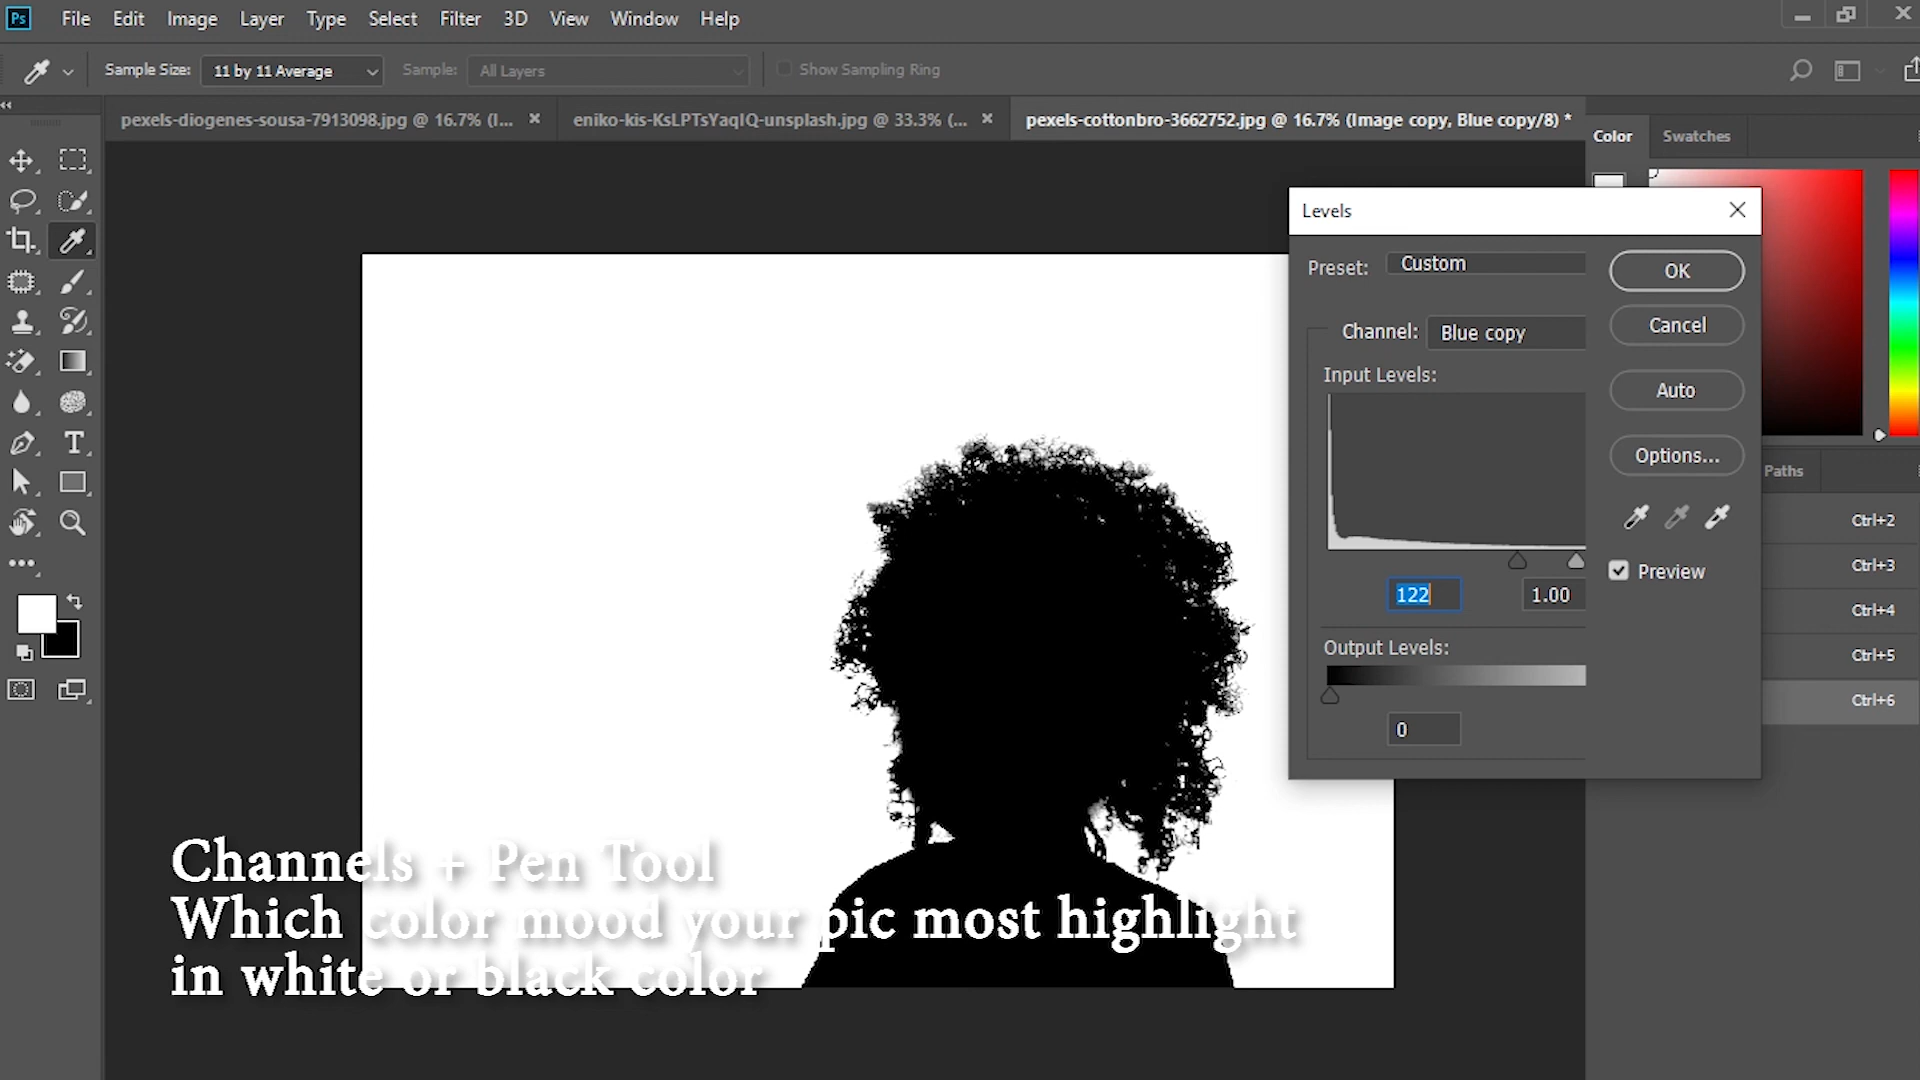 Ps File Edit Image Layer Type Select Filter 3D View Window Help
Sample Size: 11 by 11 Average Sample: All Layers Show Sampling Ring
pexels-diogenes-sousa-7913098.jpg @ 16.7% (I... × eniko-kis-KsLPTsYaqIQ-unsplash.jpg @ 33.3% (... × pexels-cottonbro-3662752.jpg @ 16.7% (Image copy, Blue copy/8) *
Color Swatches
Levels
Preset: Custom
OK
Channel: Blue copy
Cancel
Input Levels:
Auto
Options...
Paths
Ctrl+2
Ctrl+3
Preview
122 1.00
Ctrl+4
Output Levels:
Ctrl+5
Ctrl+6
0
Channels + Pen Tool
Which color mood your pic most highlight
in white or black color